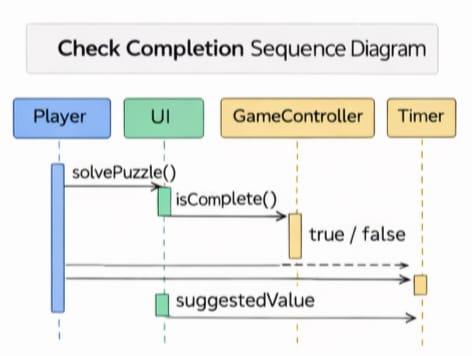 Check Completion Sequence Diagram
Player
UI
GameController
Timer
solvePuzzle()
isComplete()
true / false
suggestedValue